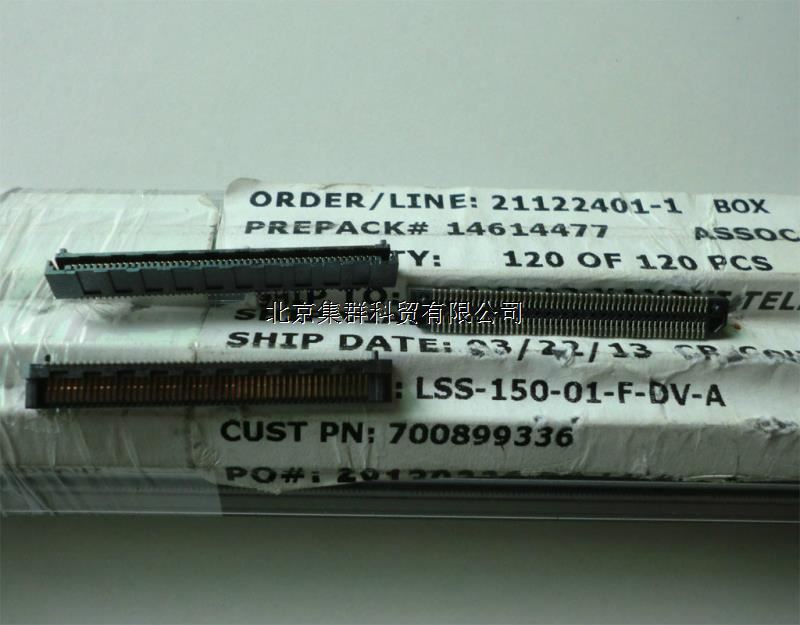 ORDER/LINE: 21122401-1 BOX
PREPACK# 14614477 ASSOC
TY: 120 OF 120 PCS
北京集群科贸有限公司
SHIP DATE: 03/22/13
: LSS-150-01-F-DV-A
CUST PN: 700899336
PO#: